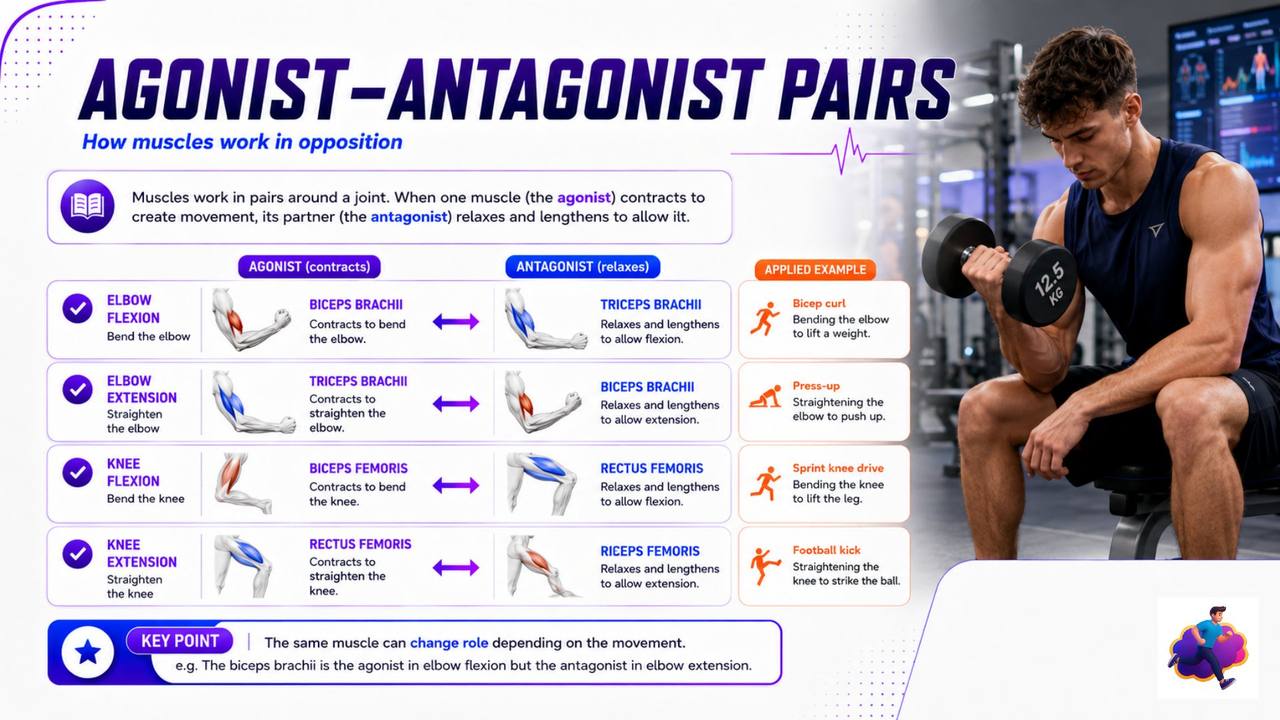 AGONIST–ANTAGONIST PAIRS
How muscles work in opposition
Muscles work in pairs around a joint. When one muscle (the agonist) contracts to
create movement, its partner (the antagonist) relaxes and lengthens to allow ilt.
AGONIST (contracts)
ANTAGONIST (relaxes)
APPLIED EXAMPLE
ELBOW
FLEXION
Bend the elbow
BICEPS BRACHII
Contracts to bend
the elbow.
TRICEPS BRACHII
Relaxes and lengthens
to allow flexion.
Bicep curl
Bending the elbow
to lift a weight.
ELBOW
EXTENSION
Straighten
the elbow
TRICEPS BRACHII
Contracts to
straighten the
elbow.
BICEPS BRACHII
Relaxes and lengthens
to allow extension.
Press-up
Straightening the
elbow to push up.
KNEE
FLEXION
Bend the knee
BICEPS FEMORIS
Contracts to bend
the knee.
RECTUS FEMORIS
Relaxes and lengthens
to allow flexion.
Sprint knee drive
Bending the knee
to lift the leg.
KNEE
EXTENSION
Straighten
the knee
RECTUS FEMORIS
Contracts to
straighten the
knee.
RICEPS FEMORIS
Relaxes and lengthens
to allow extension.
Football kick
Straightening the
knee to strike the ball.
KEY POINT
The same muscle can change role depending on the movement.
e.g. The biceps brachii is the agonist in elbow flexion but the antagonist in elbow extension.
12.5
KG